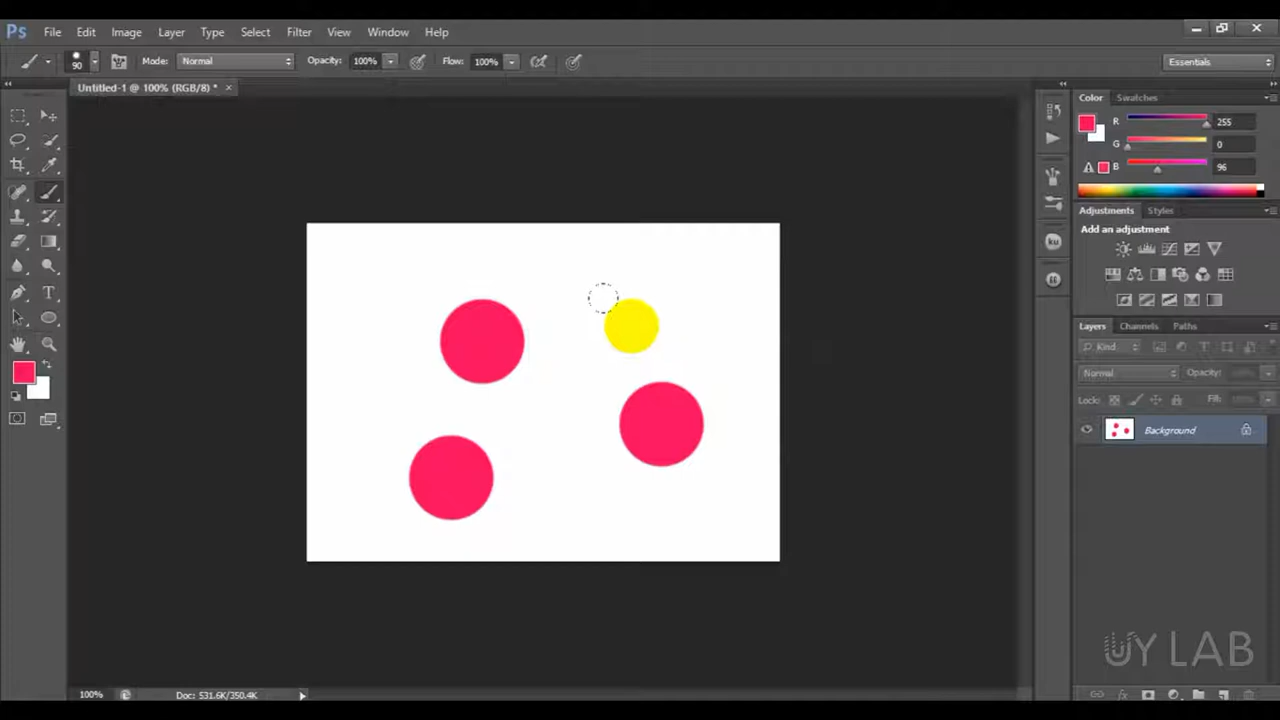 Ps File Edit Image Layer Type Select Filter View Window Help
90 Mode: Normal Opacity: 100% Flow: 100% Essentials
Untitled-1 @ 100% (RGB/8) * ×
Color Swatches
R 255
G 0
B 96
Adjustments Styles
Add an adjustment
ku
Layers Channels Paths
Kind
Normal Opacity:
Lock: Fill:
Background
UY LAB
100% Doc: 531.6K/350.4K